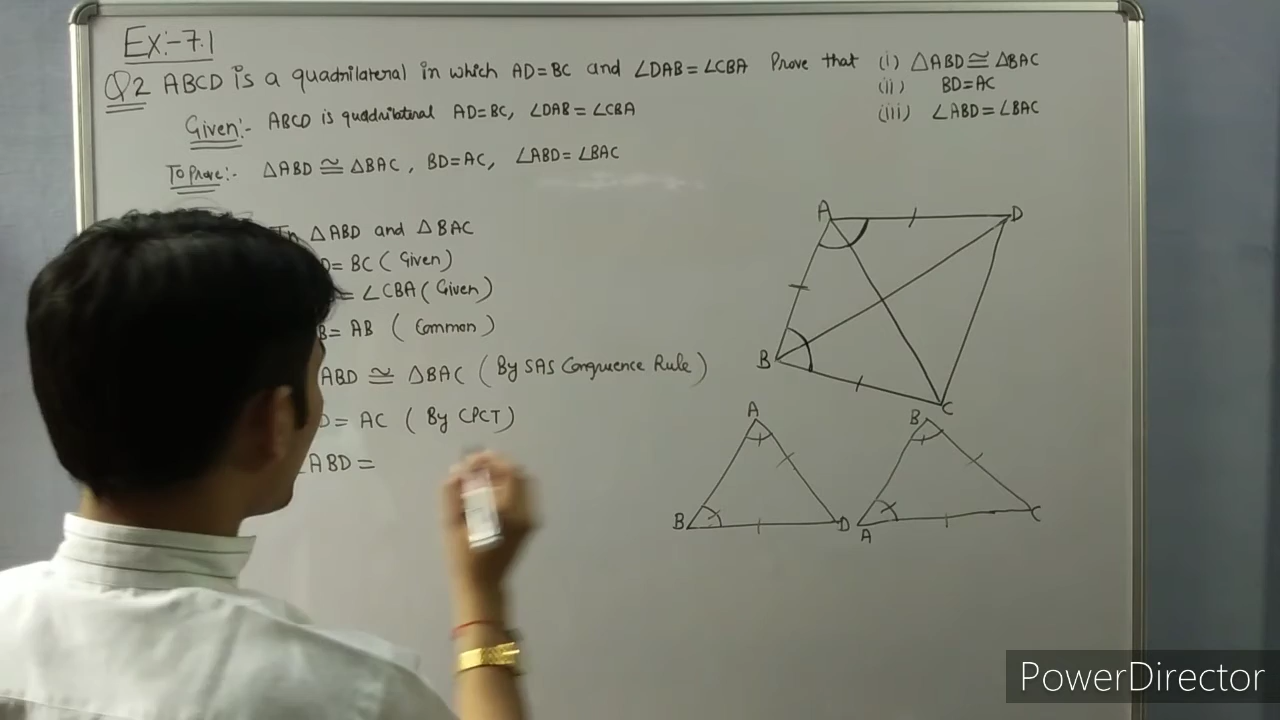 Ex:-7.1
Q2 ABCD is a quadrilateral in which AD=BC and ∠DAB=∠CBA Prove that (i) △ABD≅△BAC
(ii) BD=AC
(iii) ∠ABD=∠BAC
Given:- ABCD is quadrilateral AD=BC, ∠DAB=∠CBA
To Prove:- △ABD≅△BAC, BD=AC, ∠ABD=∠BAC
In △ABD and △BAC
= BC (Given)
= ∠CBA (Given)
B= AB (Common)
ABD ≅ △BAC (By SAS Congruence Rule)
= AC (By CPCT)
∠ABD =
A D
B C
A B
B D A C
PowerDirector